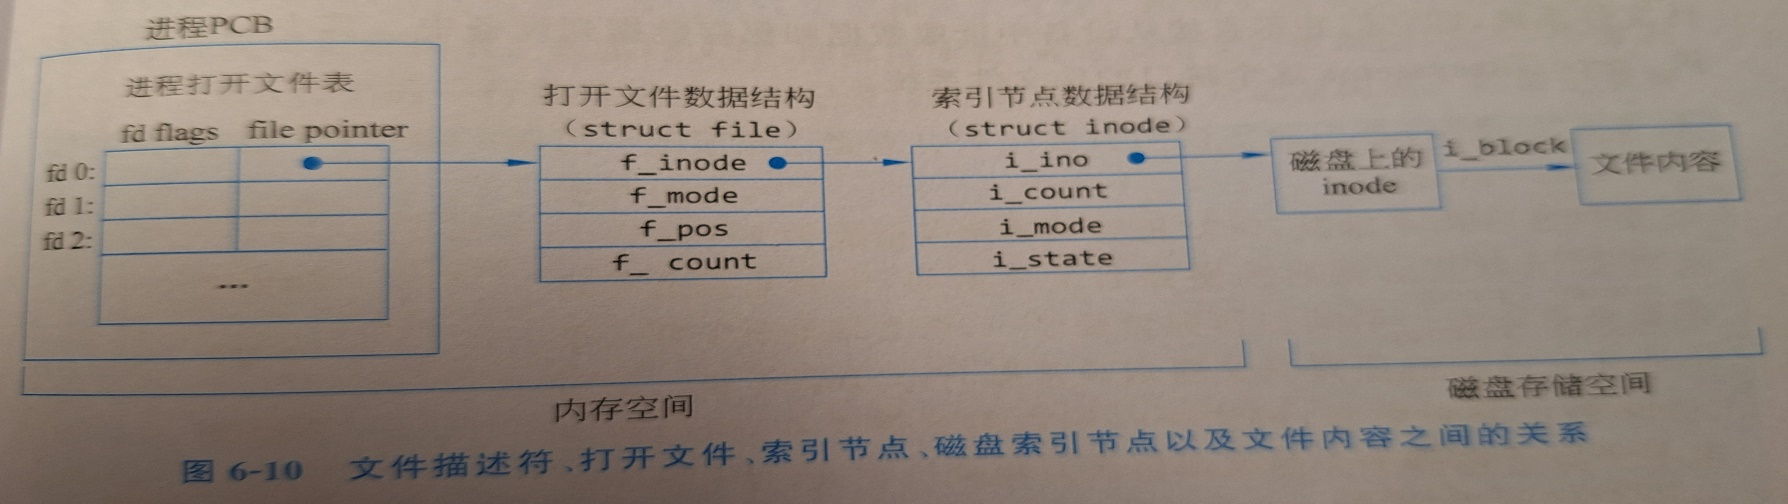 进程PCB
进程打开文件表
fd flags file pointer
fd 0:
fd 1:
fd 2:
...
打开文件数据结构
（struct file）
f_inode
f_mode
f_pos
f_ count
索引节点数据结构
（struct inode）
i_ino
i_count
i_mode
i_state
磁盘上的
inode
i_block
文件内容
内存空间
磁盘存储空间
图 6-10 文件描述符、打开文件、索引节点、磁盘索引节点以及文件内容之间的关系